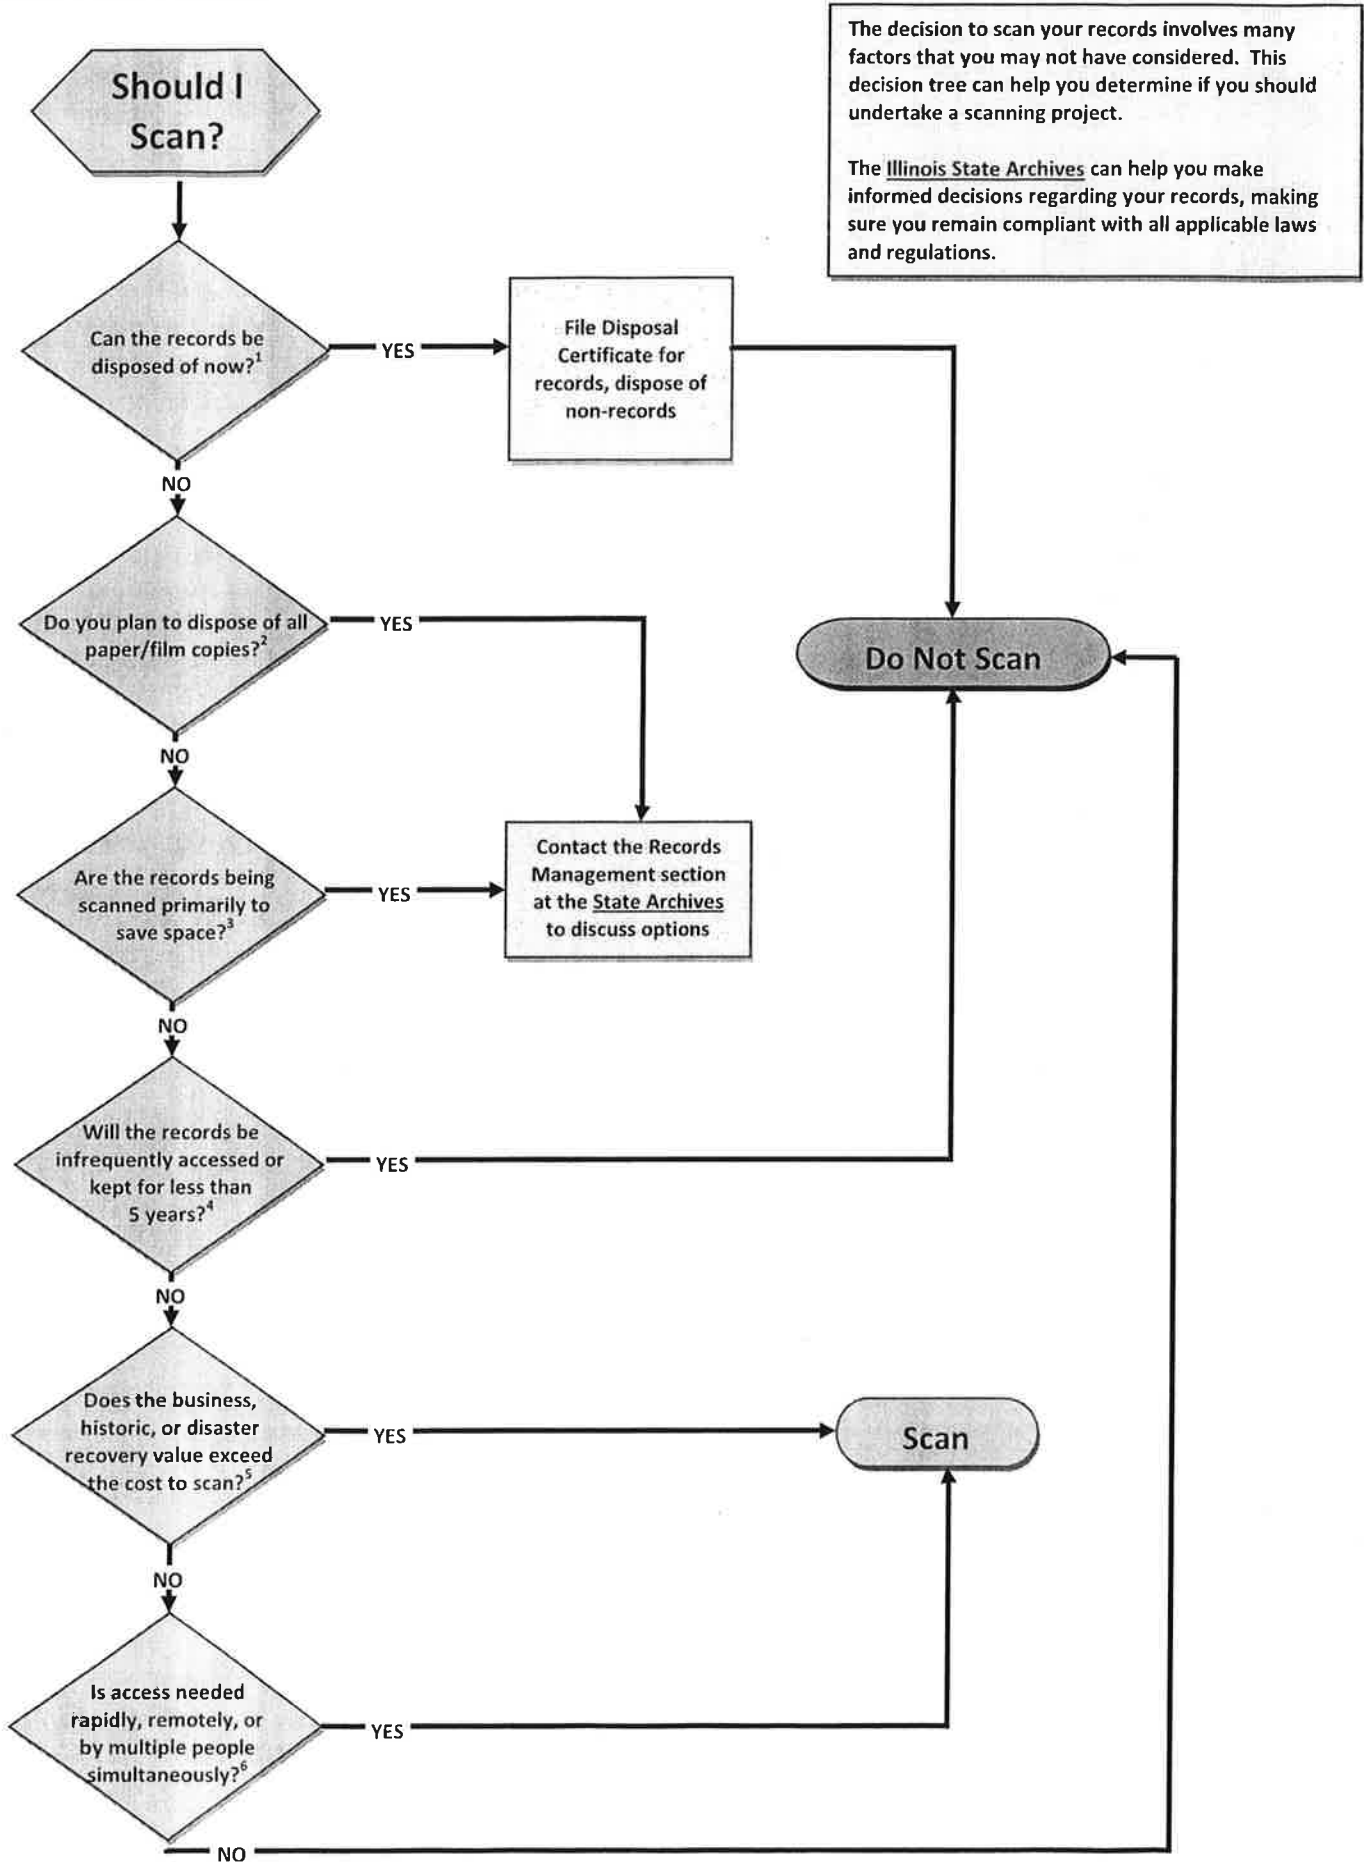 Should I
Scan?
The decision to scan your records involves many
factors that you may not have considered. This
decision tree can help you determine if you should
undertake a scanning project.
The Illinois State Archives can help you make
informed decisions regarding your records, making
sure you remain compliant with all applicable laws
and regulations.
Can the records be
disposed of now?¹
YES
File Disposal
Certificate for
records, dispose of
non-records
NO
Do you plan to dispose of all
paper/film copies?²
YES
Do Not Scan
NO
Are the records being
scanned primarily to
save space?³
YES
Contact the Records
Management section
at the State Archives
to discuss options
NO
Will the records be
infrequently accessed or
kept for less than
5 years?⁴
YES
NO
Does the business,
historic, or disaster
recovery value exceed
the cost to scan?⁵
YES
Scan
NO
Is access needed
rapidly, remotely, or
by multiple people
simultaneously?⁶
YES
NO